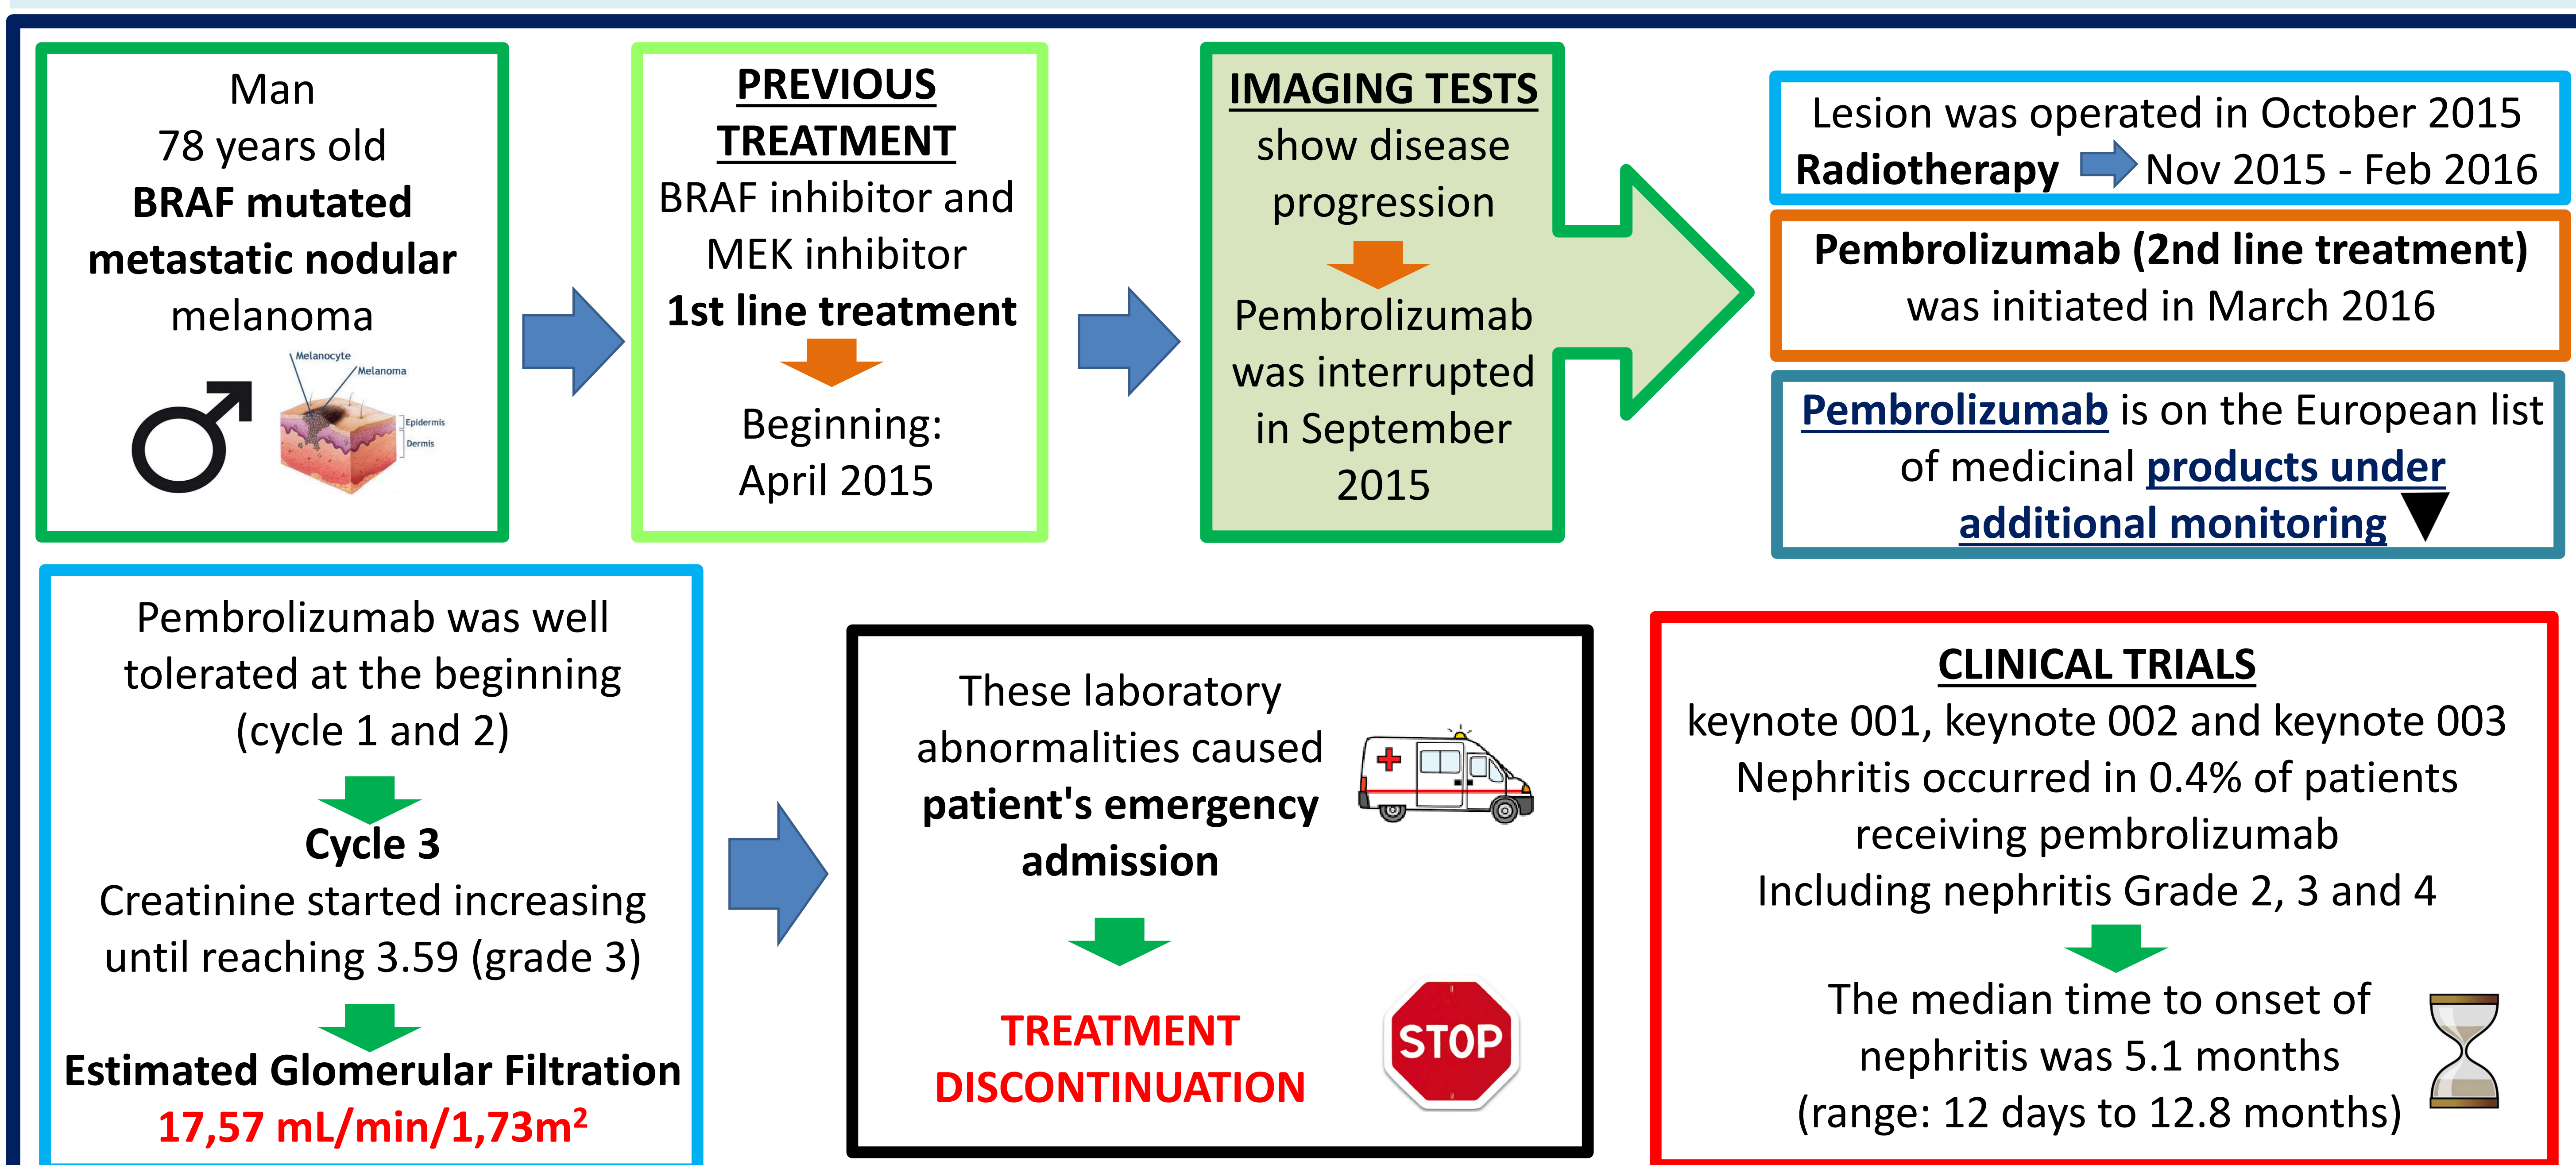 Man
78 years old
BRAF mutated
metastatic nodular
melanoma
Melanocyte
Melanoma
Epidermis
Dermis
PREVIOUS
TREATMENT
BRAF inhibitor and
MEK inhibitor
1st line treatment
Beginning:
April 2015
IMAGING TESTS
show disease
progression
Pembrolizumab
was interrupted
in September
2015
Lesion was operated in October 2015
Radiotherapy Nov 2015 - Feb 2016
Pembrolizumab (2nd line treatment)
was initiated in March 2016
Pembrolizumab is on the European list
of medicinal products under
additional monitoring
Pembrolizumab was well
tolerated at the beginning
(cycle 1 and 2)
Cycle 3
Creatinine started increasing
until reaching 3.59 (grade 3)
Estimated Glomerular Filtration
17,57 mL/min/1,73m²
These laboratory
abnormalities caused
patient's emergency
admission
TREATMENT
DISCONTINUATION
STOP
CLINICAL TRIALS
keynote 001, keynote 002 and keynote 003
Nephritis occurred in 0.4% of patients
receiving pembrolizumab
Including nephritis Grade 2, 3 and 4
The median time to onset of
nephritis was 5.1 months
(range: 12 days to 12.8 months)